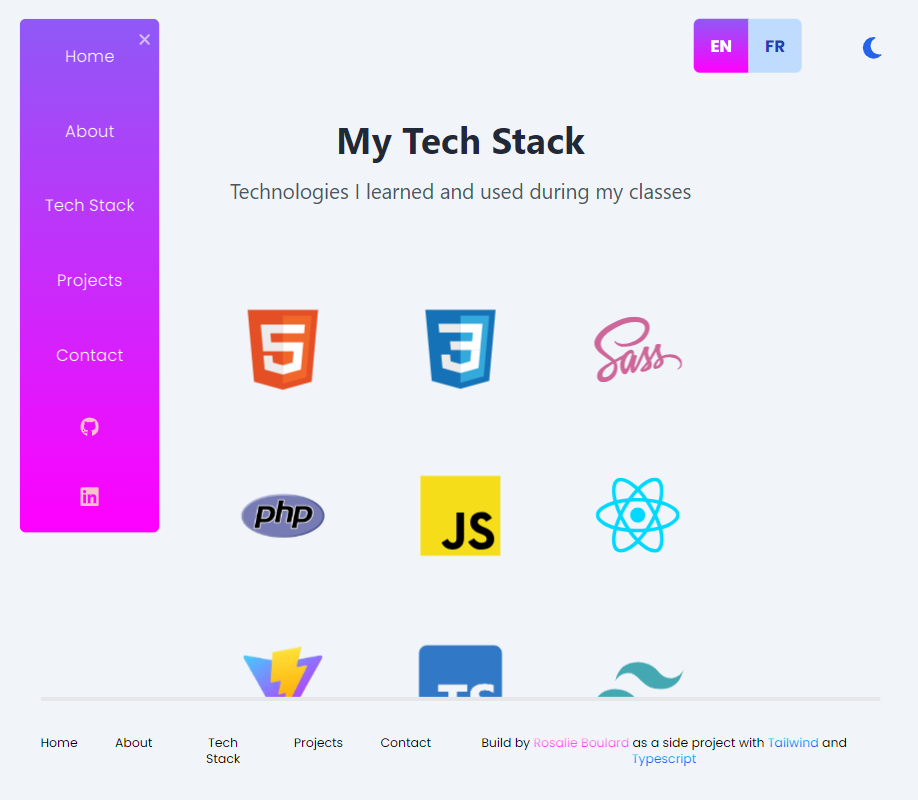 ×
Home
About
Tech Stack
Projects
Contact
in
EN
FR
My Tech Stack
Technologies I learned and used during my classes
5
3
Sass
php
JS
TS
Home
About
Tech
Stack
Projects
Contact
Build by Rosalie Boulard as a side project with Tailwind and
Typescript